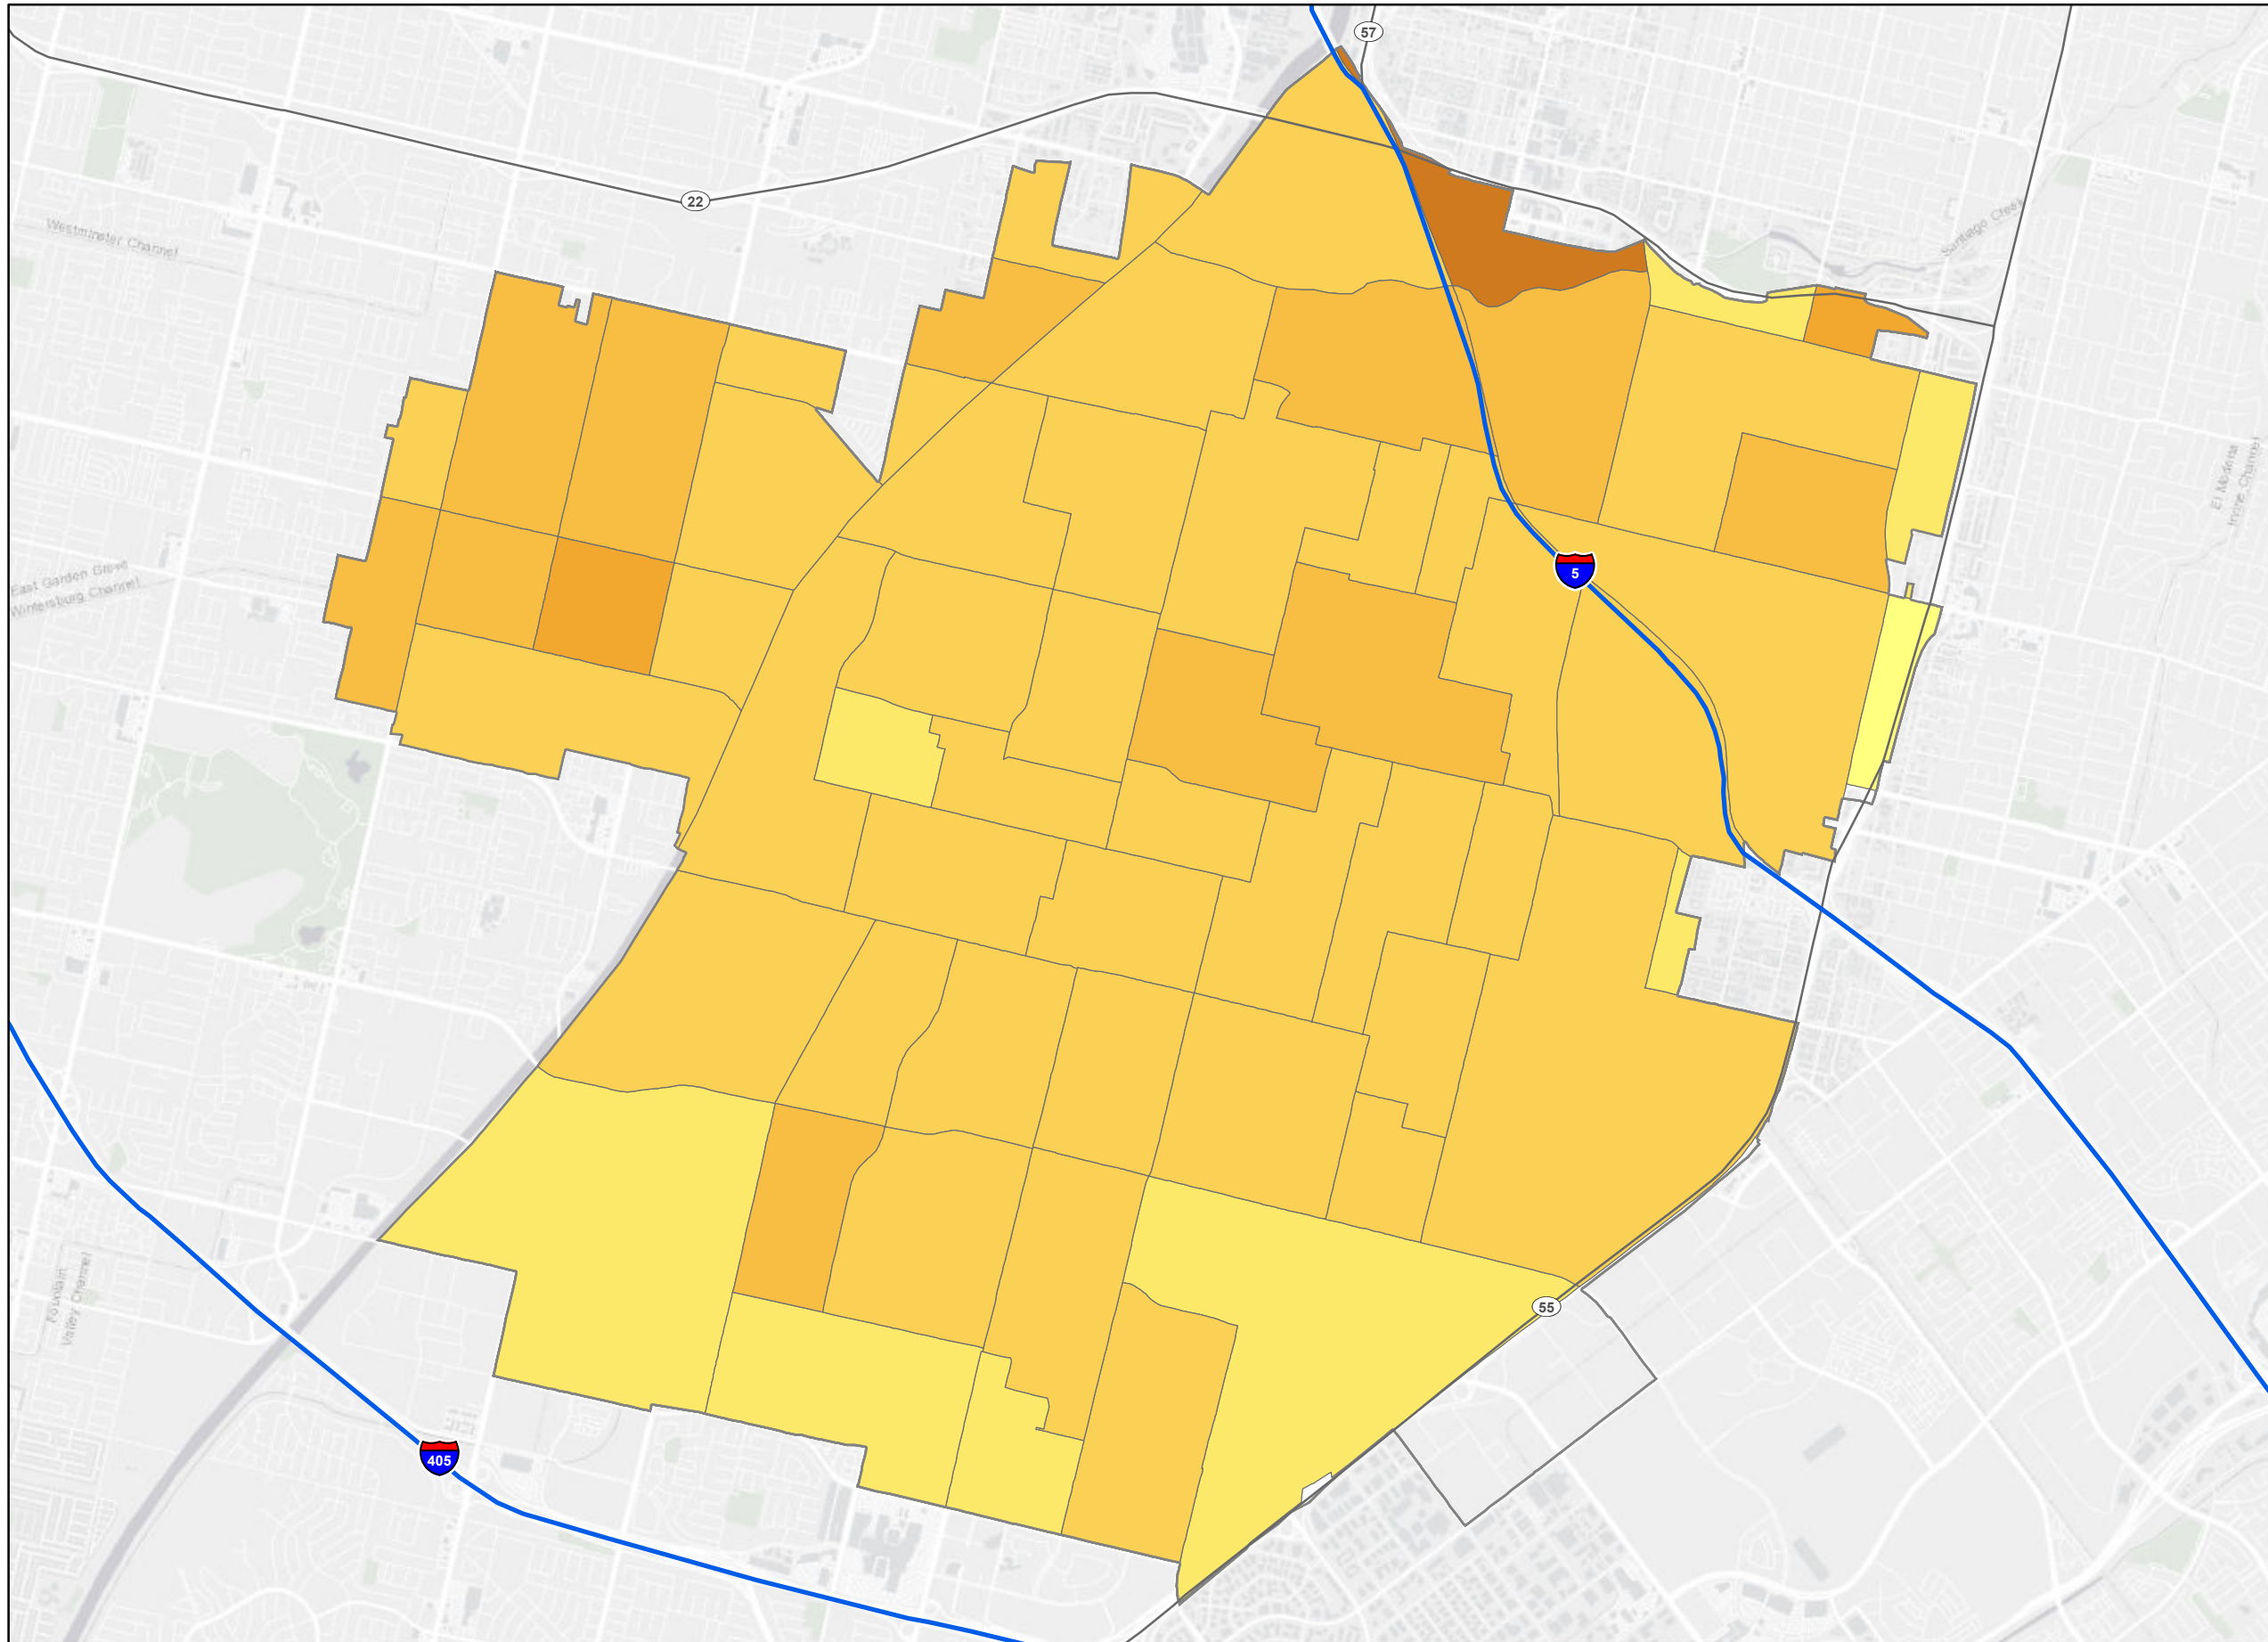 57
22
Westminster Channel
Santiago Creek
El Modena
Irvine Channel
5
East Garden Grove
Wintersburg Channel
Fountain
Valley Channel
55
405